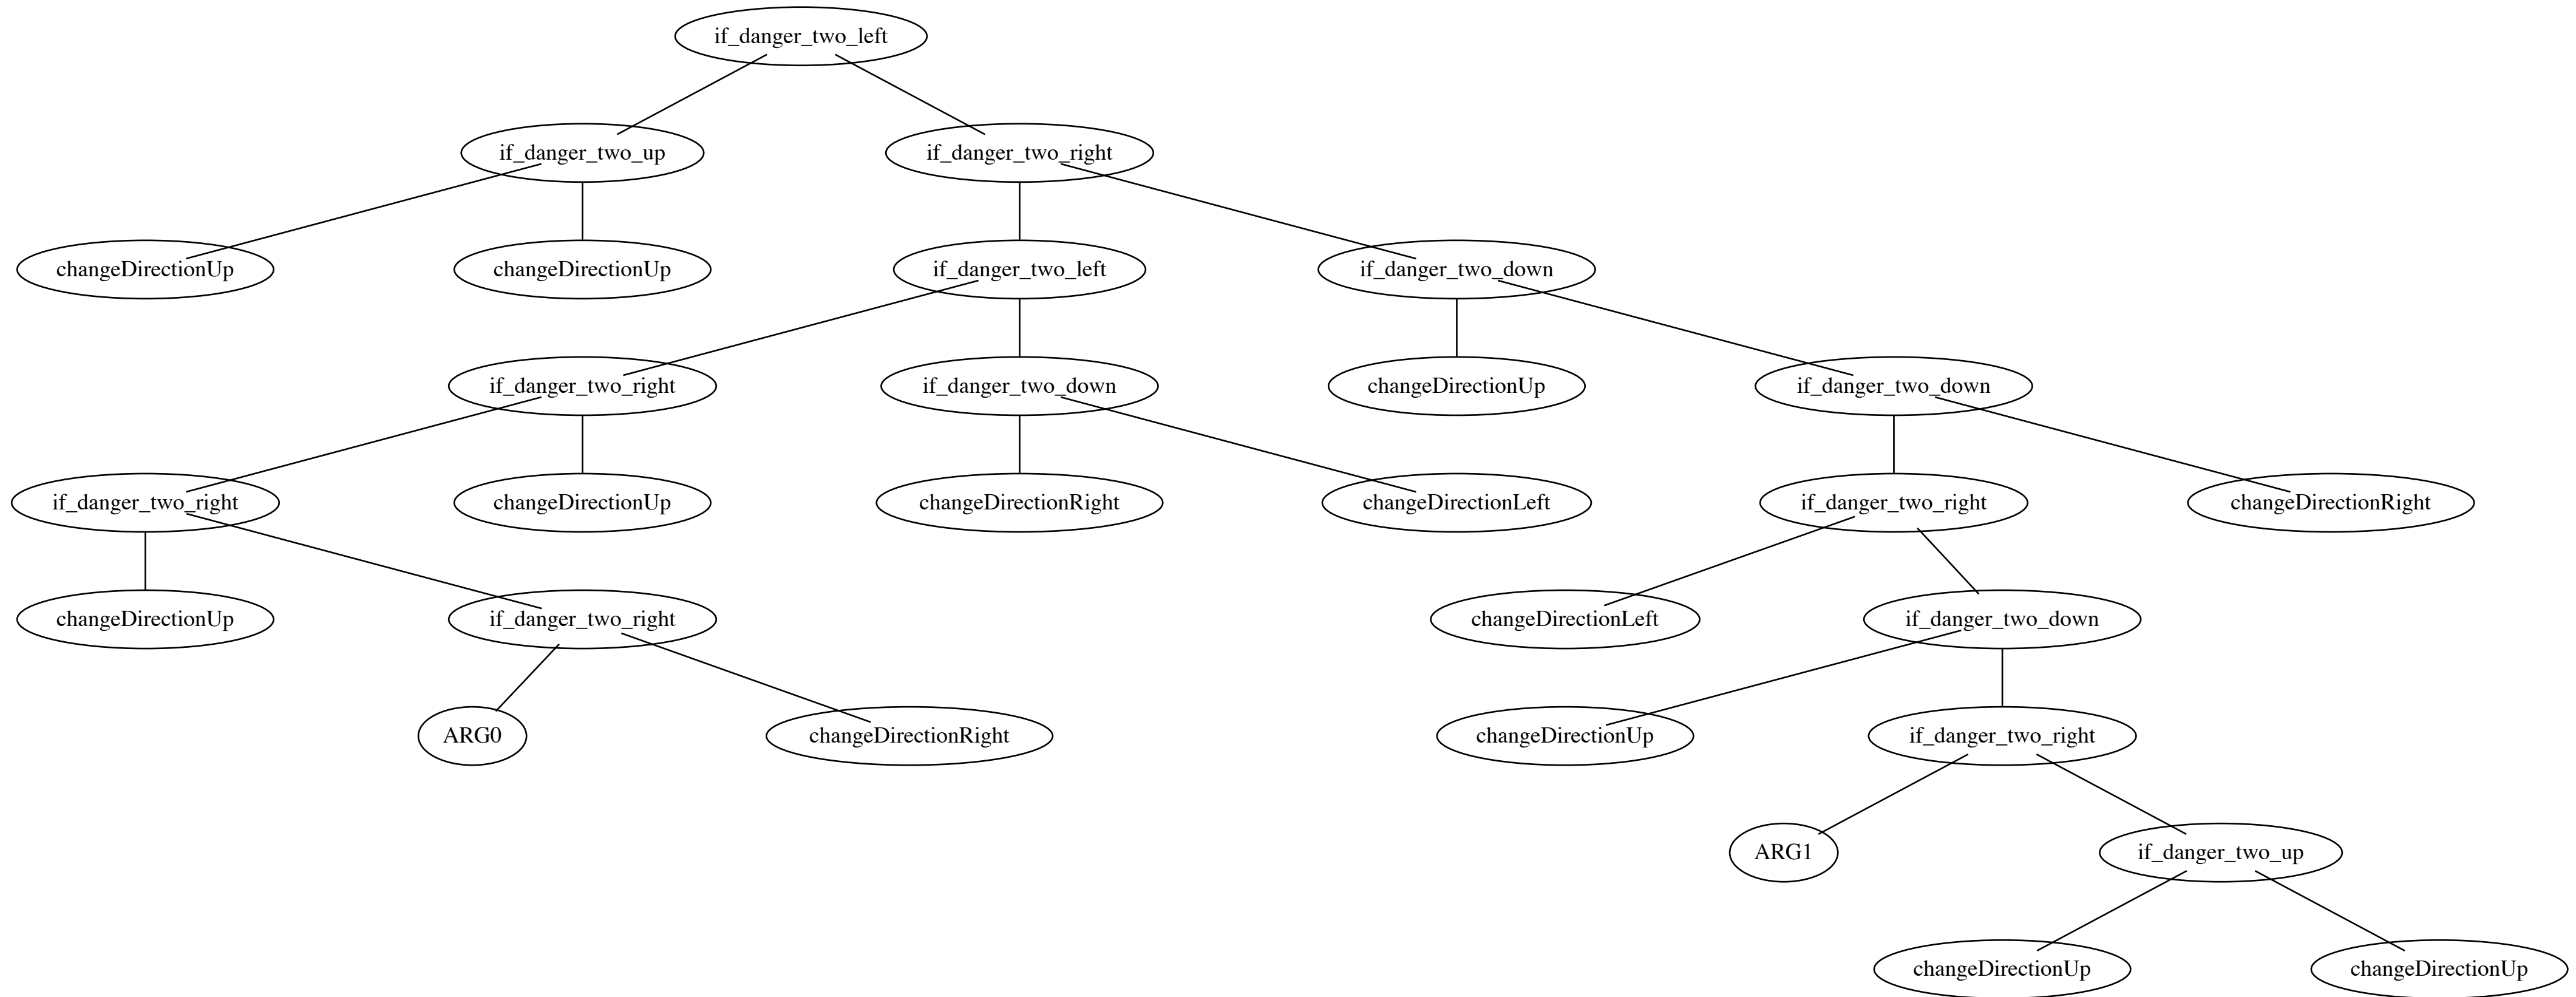 if_danger_two_left
if_danger_two_up
if_danger_two_right
changeDirectionUp
changeDirectionUp
if_danger_two_left
if_danger_two_down
if_danger_two_right
if_danger_two_down
changeDirectionUp
if_danger_two_down
if_danger_two_right
changeDirectionUp
changeDirectionRight
changeDirectionLeft
if_danger_two_right
changeDirectionRight
changeDirectionUp
if_danger_two_right
changeDirectionLeft
if_danger_two_down
ARG0
changeDirectionRight
changeDirectionUp
if_danger_two_right
ARG1
if_danger_two_up
changeDirectionUp
changeDirectionUp